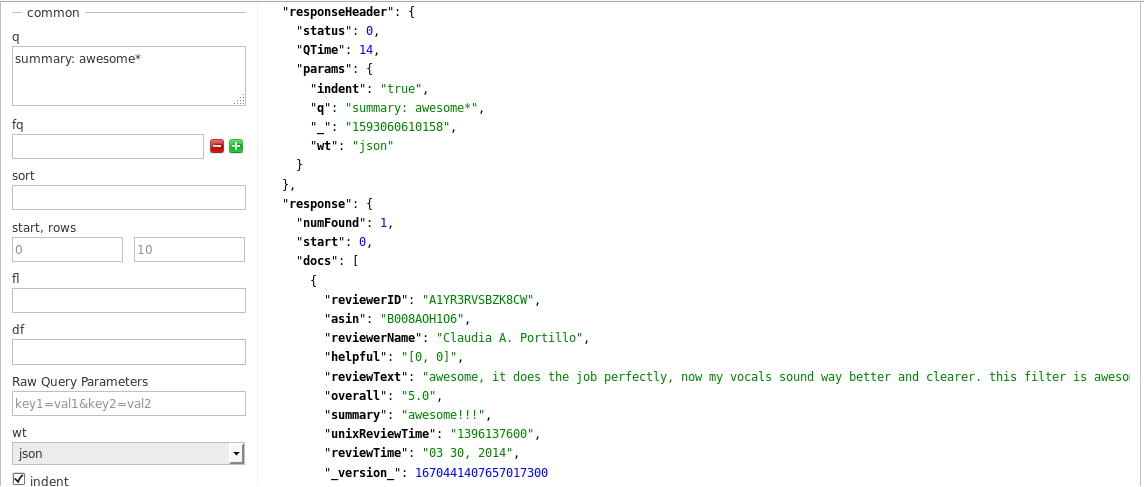 common
q
summary: awesome*
fq
sort
start, rows
0
10
fl
df
Raw Query Parameters
key1=val1&key2=val2
wt
json
indent
"responseHeader": {
"status": 0,
"QTime": 14,
"params": {
"indent": "true",
"q": "summary: awesome*",
"_": "1593060610158",
"wt": "json"
}
},
"response": {
"numFound": 1,
"start": 0,
"docs": [
{
"reviewerID": "A1YR3RVSBZK8CW",
"asin": "B008AOH1O6",
"reviewerName": "Claudia A. Portillo",
"helpful": "[0, 0]",
"reviewText": "awesome, it does the job perfectly, now my vocals sound way better and clearer. this filter is aweso
"overall": "5.0",
"summary": "awesome!!!",
"unixReviewTime": "1396137600",
"reviewTime": "03 30, 2014",
"_version_": 1670441407657017300